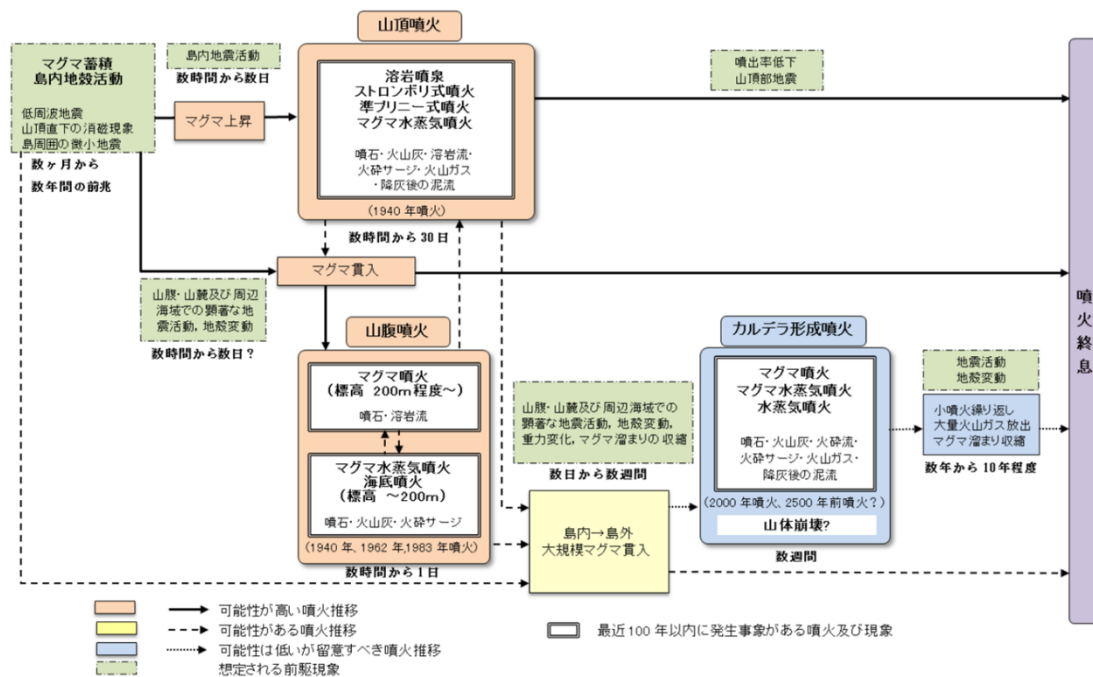 山頂噴火
マグマ蓄積
島内地殻活動
低周波地震
山頂直下の消磁現象
島周囲の微小地震
数ヶ月から
数年間の前兆
島内地震活動
数時間から数日
マグマ上昇
溶岩噴泉
ストロンボリ式噴火
準プリニー式噴火
マグマ水蒸気噴火
噴石・火山灰・溶岩流・
火砕サージ・火山ガス
・降灰後の泥流
(1940 年噴火)
数時間から30日
噴出率低下
山頂部地震
マグマ貫入
山腹・山麓及び周辺
海域での顕著な地
震活動，地殻変動
数時間から数日？
山腹噴火
マグマ噴火
(標高 200m程度～)
噴石・溶岩流
マグマ水蒸気噴火
海底噴火
(標高 ～200m)
噴石・火山灰・火砕サージ
(1940 年、1962 年,1983 年噴火)
数時間から1日
山腹・山麓及び周辺海域での
顕著な地震活動，地殻変動，
重力変化，マグマ溜まりの収縮
数日から数週間
島内→島外
大規模マグマ貫入
カルデラ形成噴火
マグマ噴火
マグマ水蒸気噴火
水蒸気噴火
噴石・火山灰・火砕流・
火砕サージ・火山ガス・
降灰後の泥流
(2000 年噴火、2500 年前噴火？)
山体崩壊?
数週間
地震活動
地殻変動
小噴火繰り返し
大量火山ガス放出
マグマ溜まり収縮
数年から 10年程度
噴火終息
可能性が高い噴火推移
可能性がある噴火推移
可能性は低いが留意すべき噴火推移
想定される前駆現象
最近100年以内に発生事象がある噴火及び現象